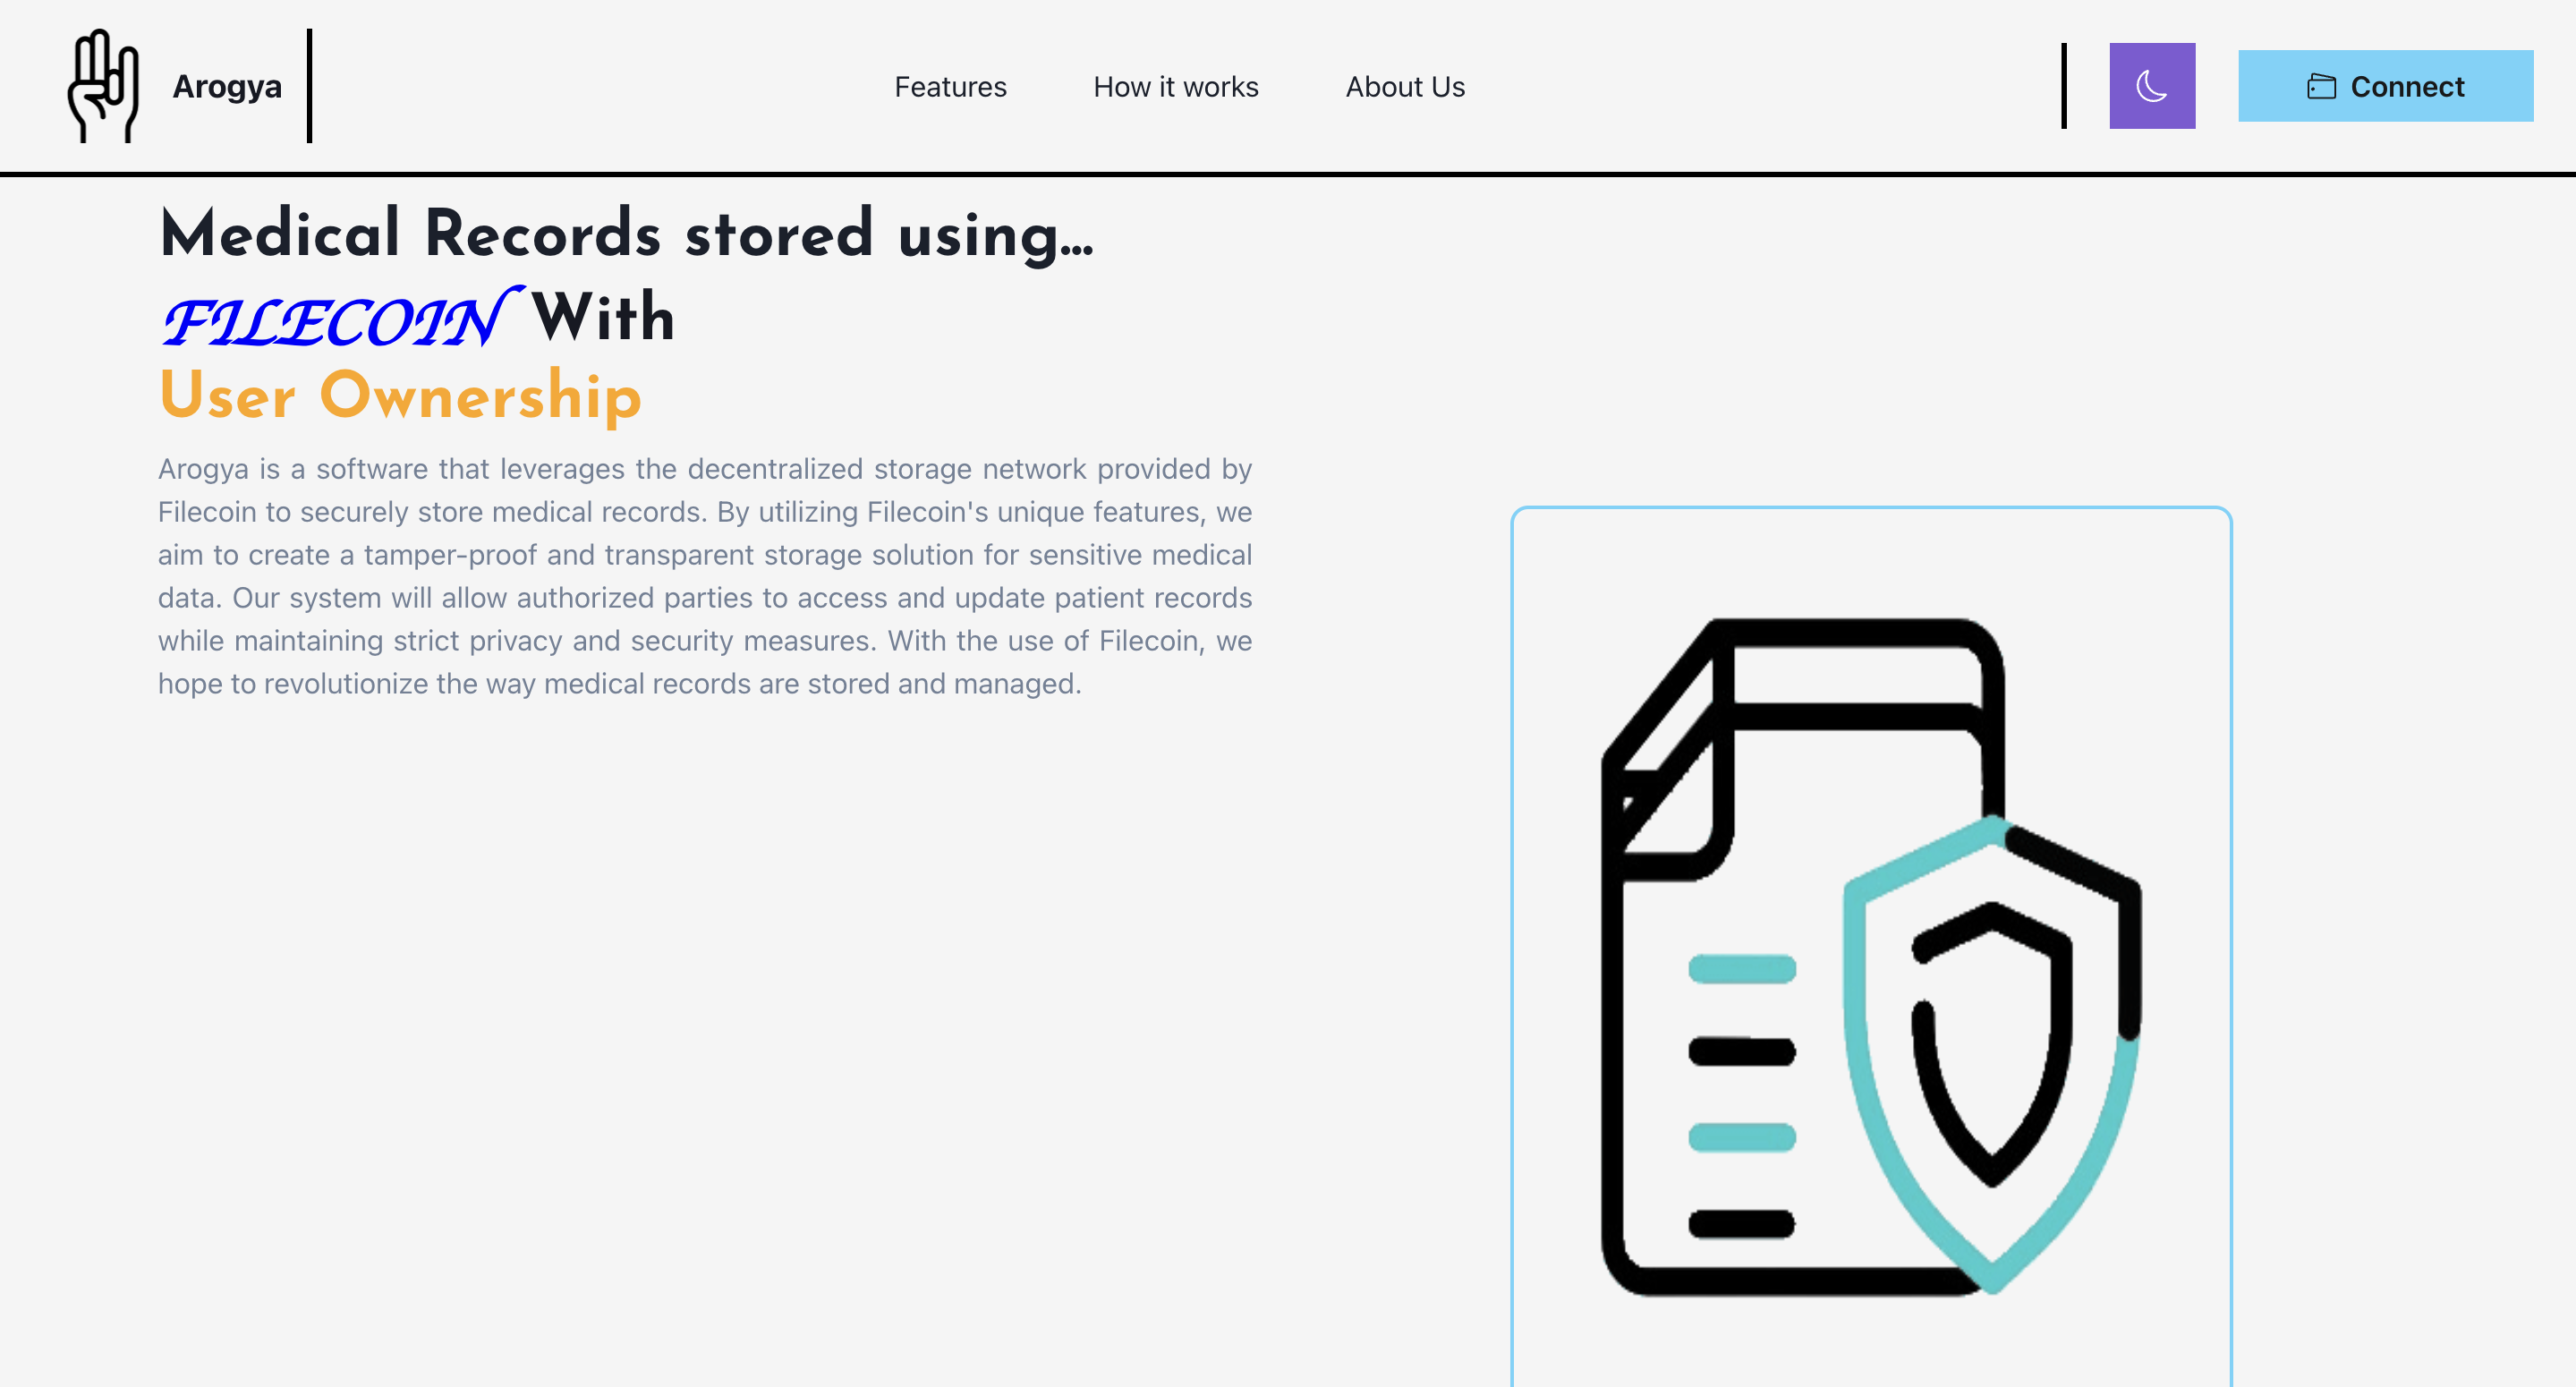 Arogya
Features
How it works
About Us
Connect
Medical Records stored using...
FILECOIN With
User Ownership
Arogya is a software that leverages the decentralized storage network provided by
Filecoin to securely store medical records. By utilizing Filecoin's unique features, we
aim to create a tamper-proof and transparent storage solution for sensitive medical
data. Our system will allow authorized parties to access and update patient records
while maintaining strict privacy and security measures. With the use of Filecoin, we
hope to revolutionize the way medical records are stored and managed.